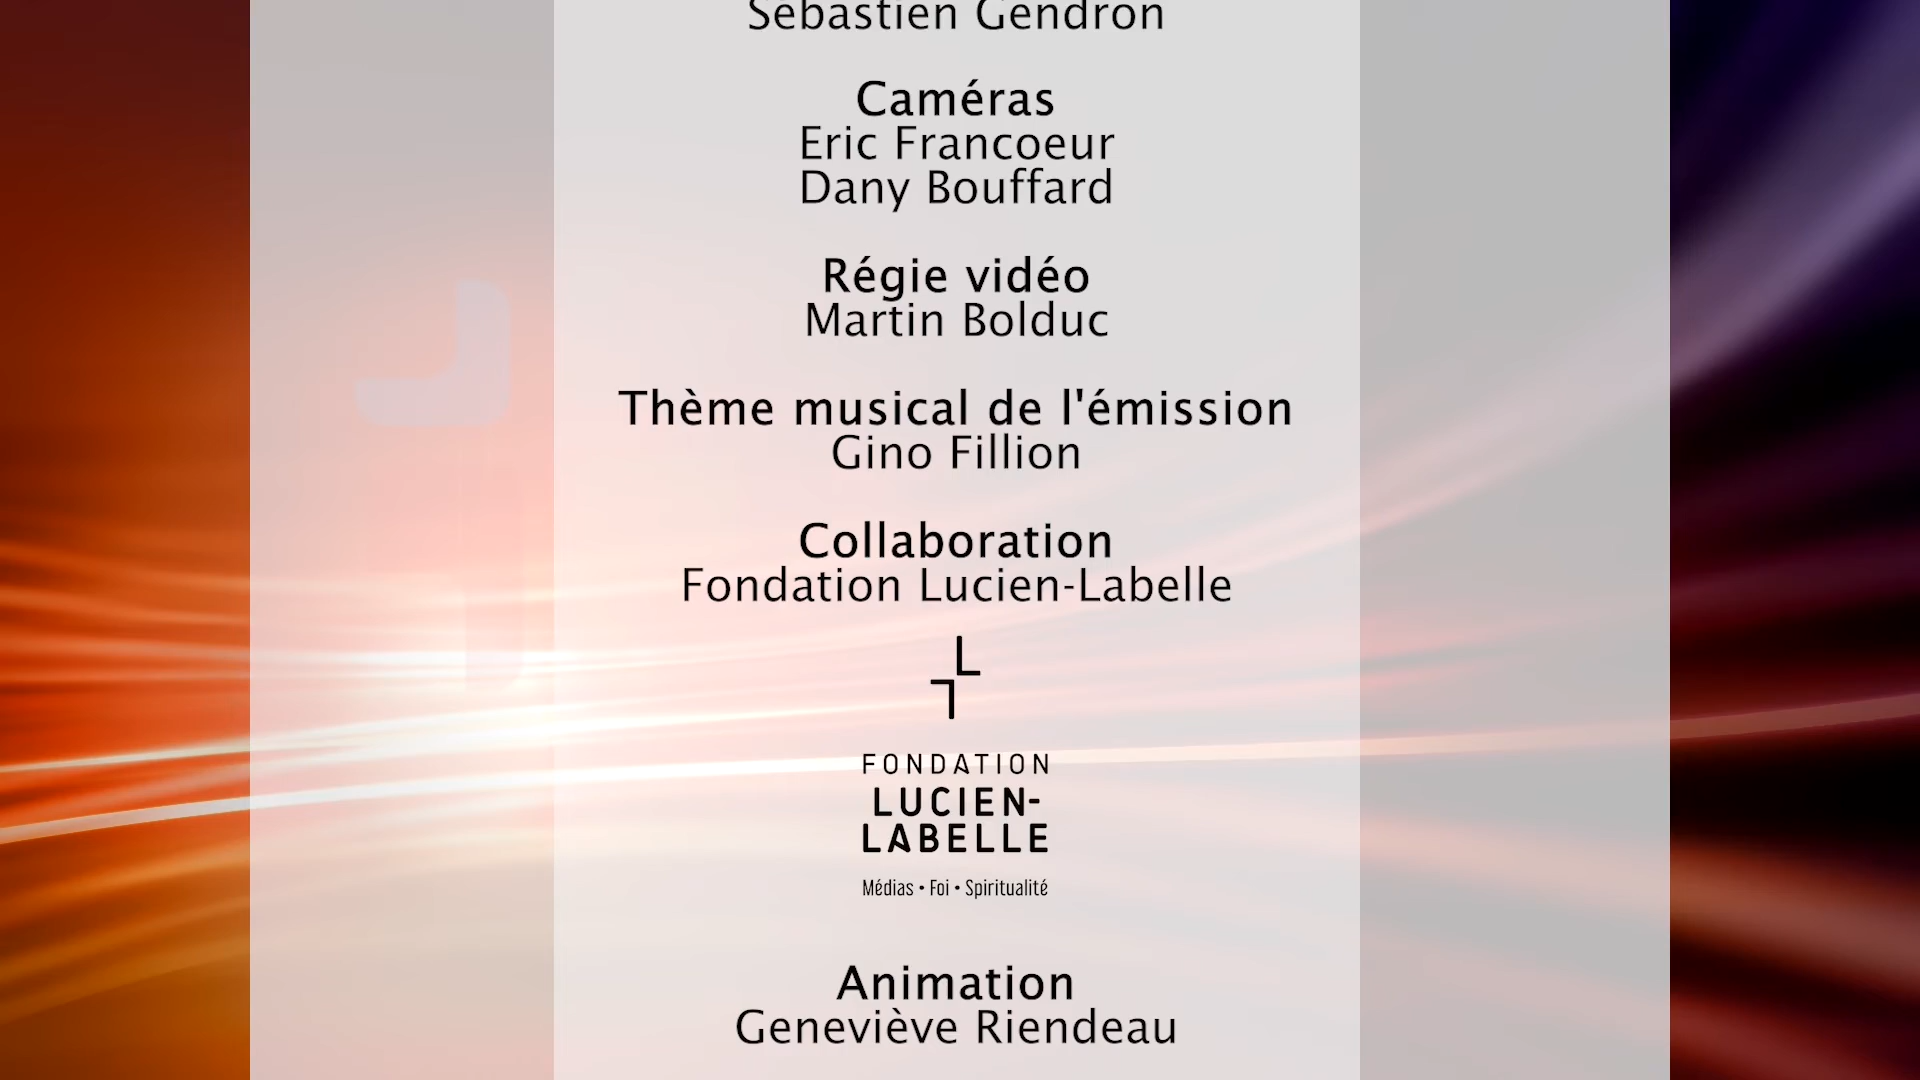 Sébastien Gendron
Caméras
Eric Francoeur
Dany Bouffard
Régie vidéo
Martin Bolduc
Thème musical de l'émission
Gino Fillion
Collaboration
Fondation Lucien-Labelle
FONDATION
LUCIEN-
LABELLE
Médias • Foi • Spiritualité
Animation
Geneviève Riendeau